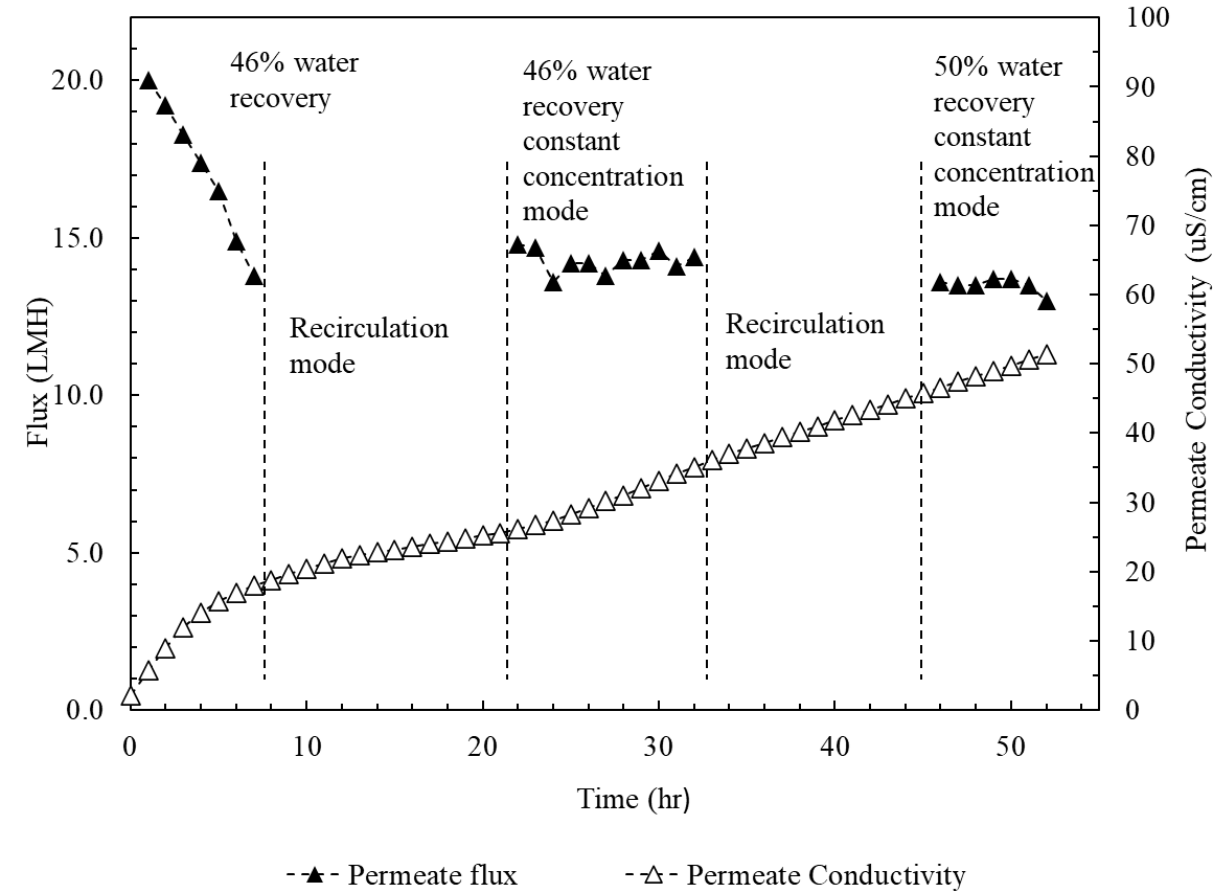 46% water
recovery
46% water
recovery
constant
concentration
mode
50% water
recovery
constant
concentration
mode
Recirculation
mode
Recirculation
mode
Flux (LMH)
20.0
15.0
10.0
5.0
0.0
Permeate Conductivity (uS/cm)
100
90
80
70
60
50
40
30
20
10
0
0 10 20 30 40 50
Time (hr)
Permeate flux Permeate Conductivity